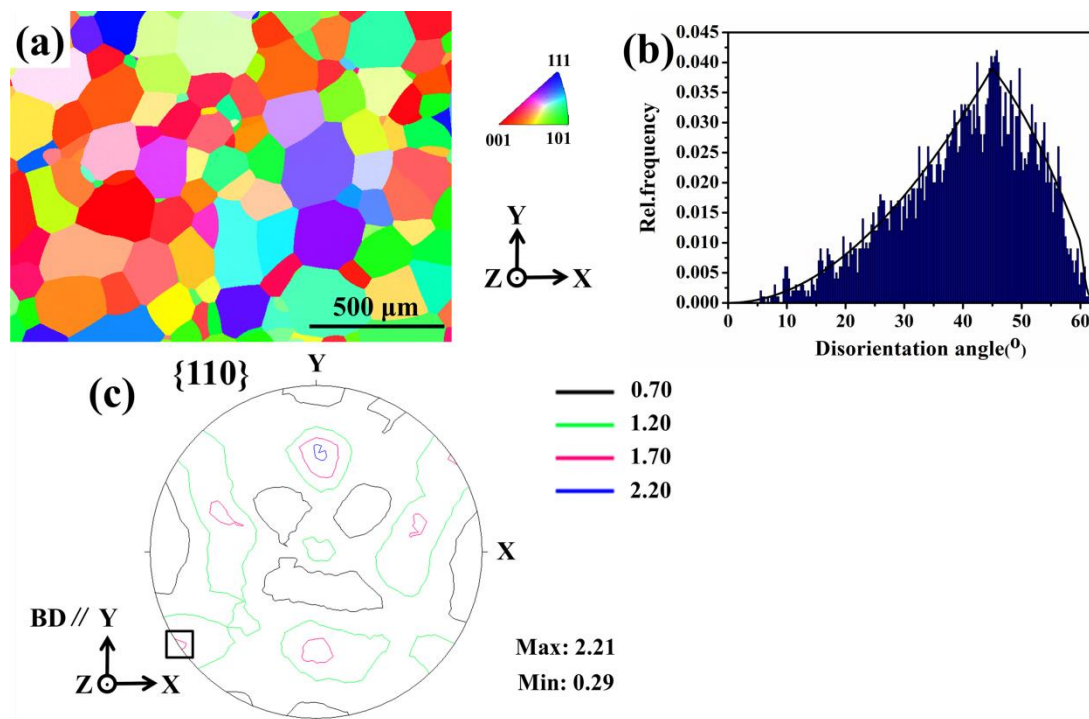 (a)
111
001
101
Y
Z
X
500 μm
(b)
Rel.frequency
0.045
0.040
0.035
0.030
0.025
0.020
0.015
0.010
0.005
0.000
0
10
20
30
40
50
60
Disorientation angle(º)
(c)
{110}
Y
X
0.70
1.20
1.70
2.20
BD // Y
Z
X
Max: 2.21
Min: 0.29